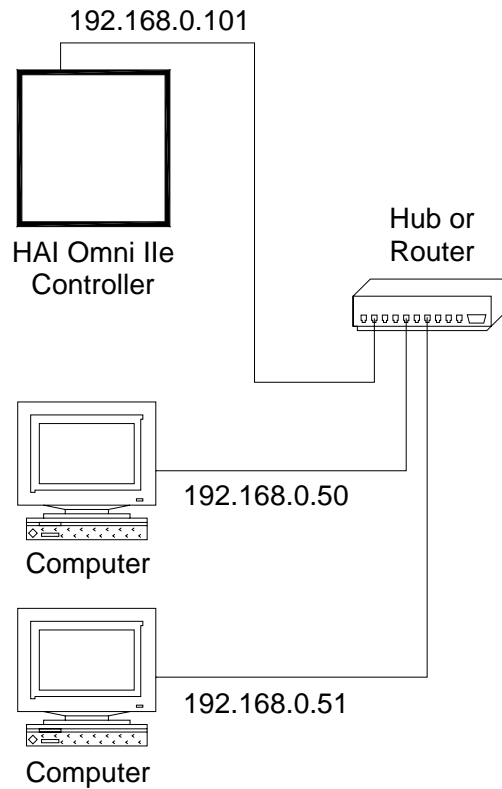 192.168.0.101
HAI Omni IIe
Controller
Hub or
Router
192.168.0.50
Computer
192.168.0.51
Computer